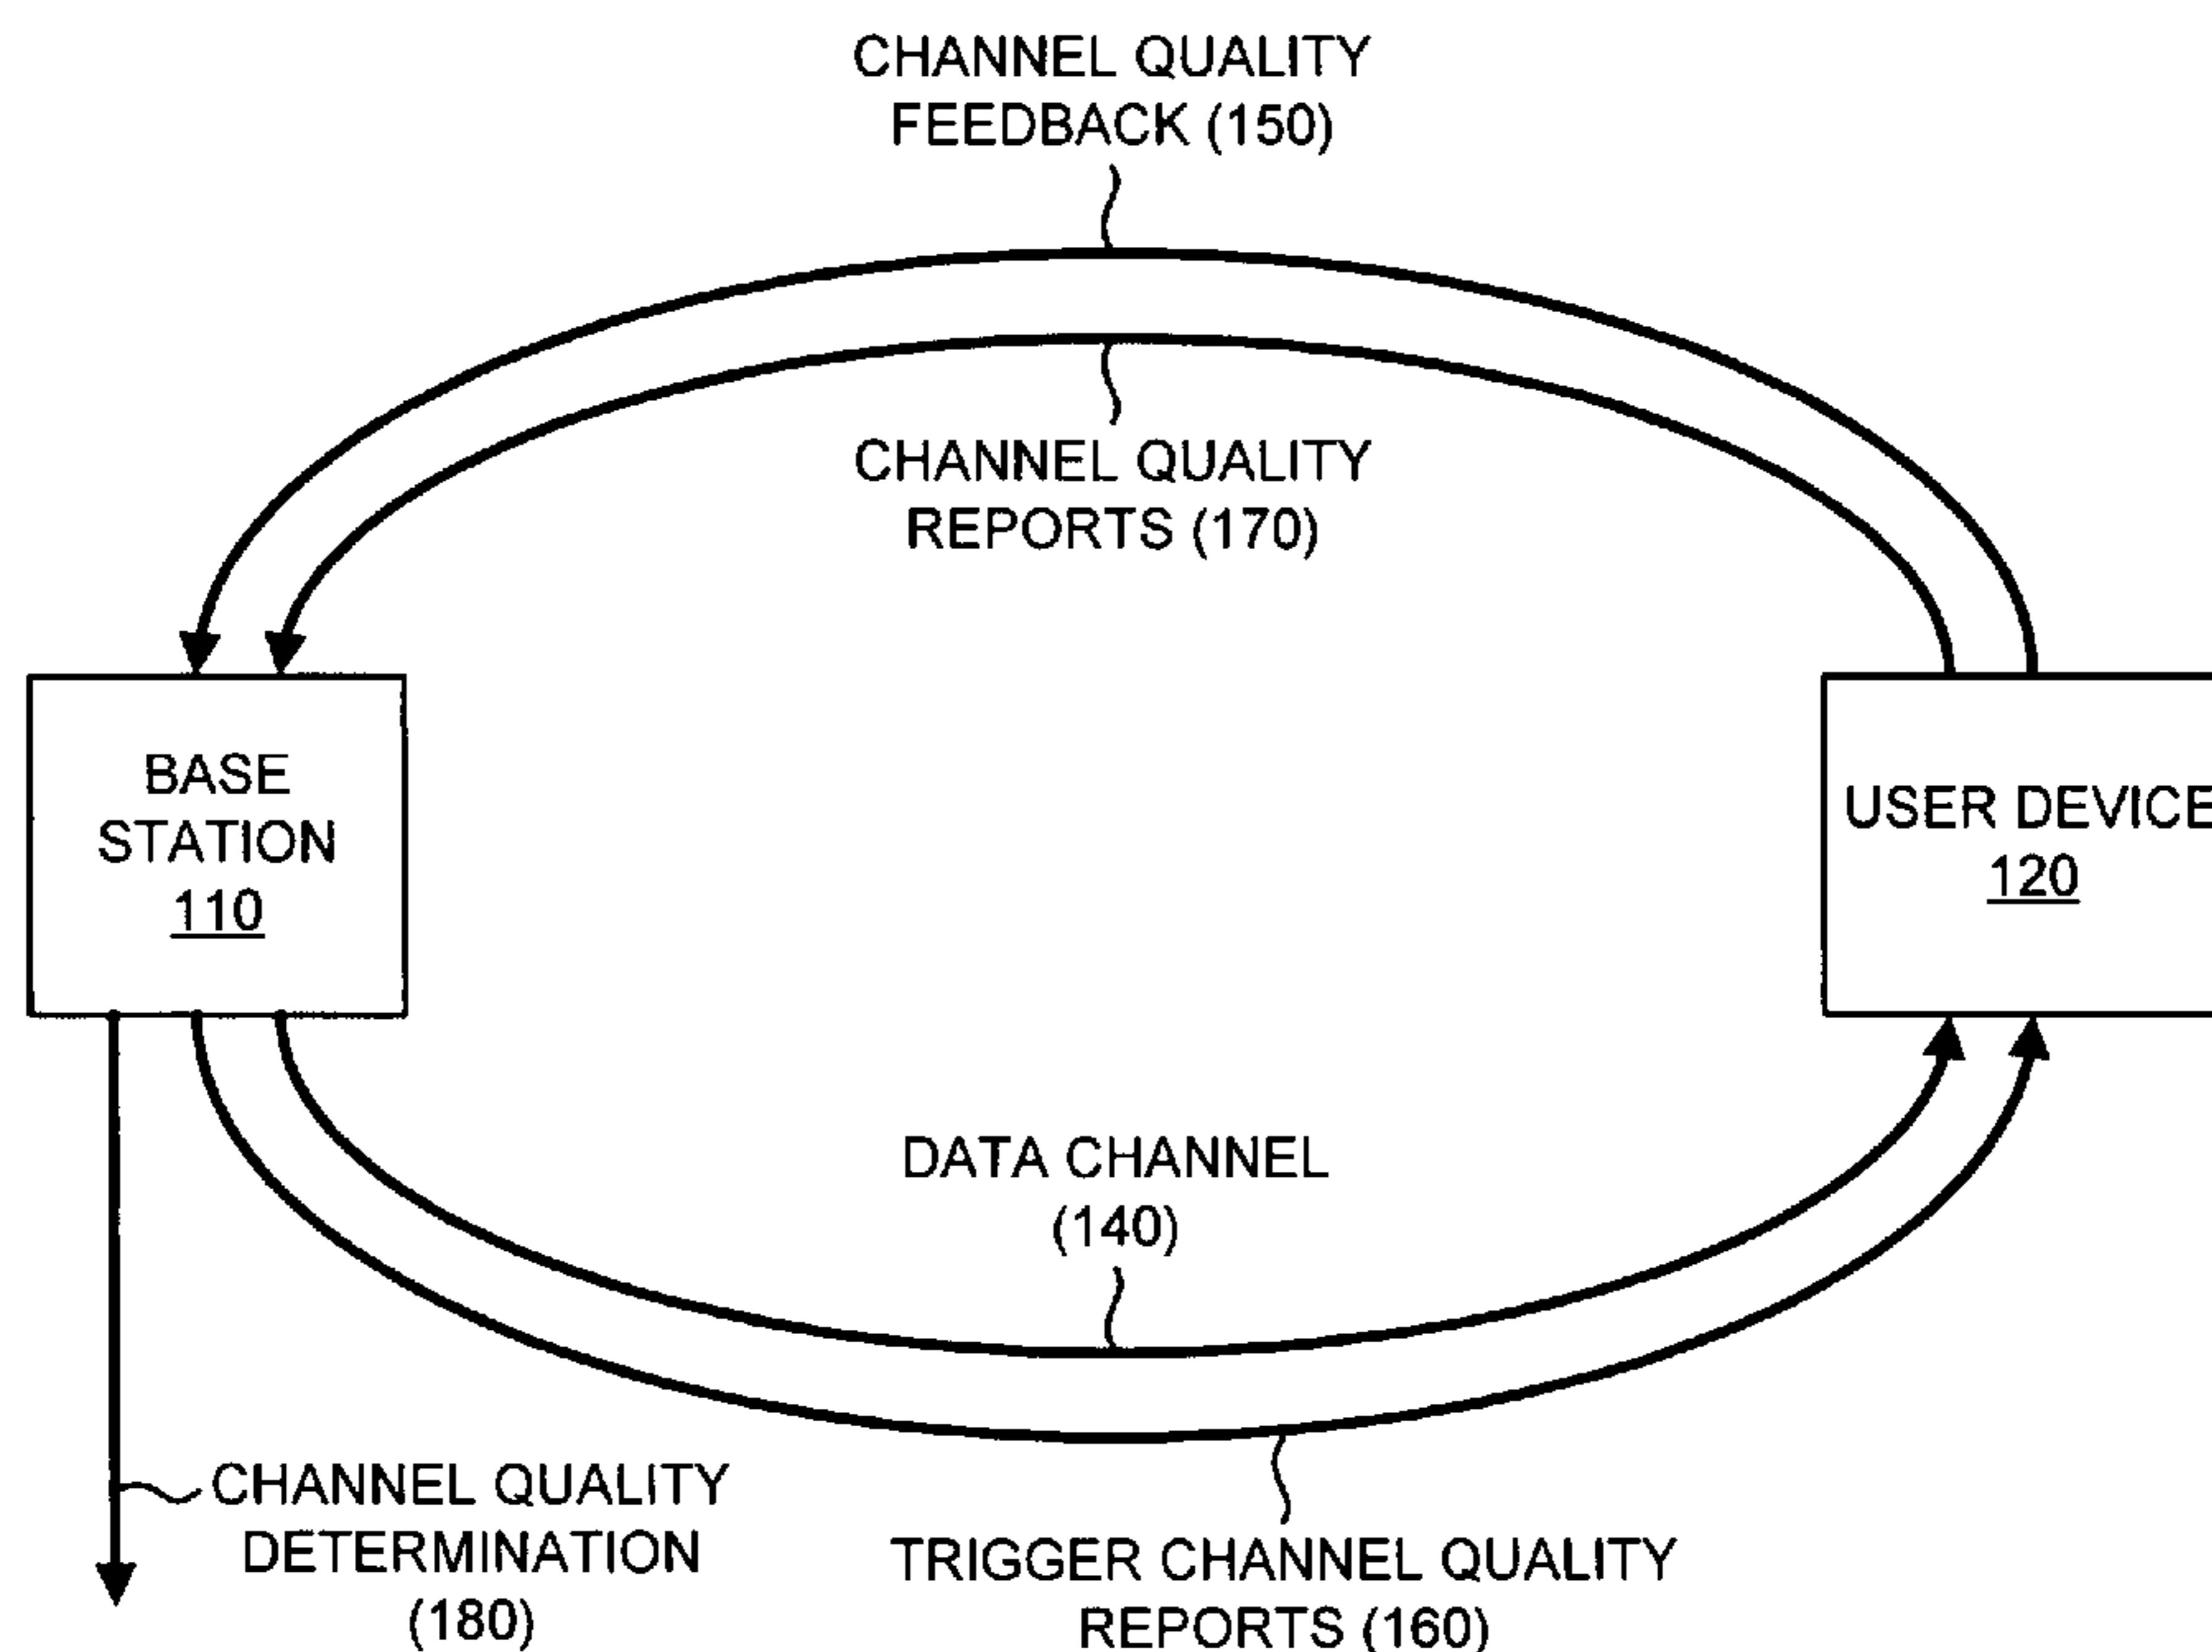 CHANNEL QUALITY
FEEDBACK (150)
CHANNEL QUALITY
REPORTS (170)
BASE
STATION
110
USER DEVICE
120
DATA CHANNEL
(140)
CHANNEL QUALITY
DETERMINATION
(180)
TRIGGER CHANNEL QUALITY
REPORTS (160)